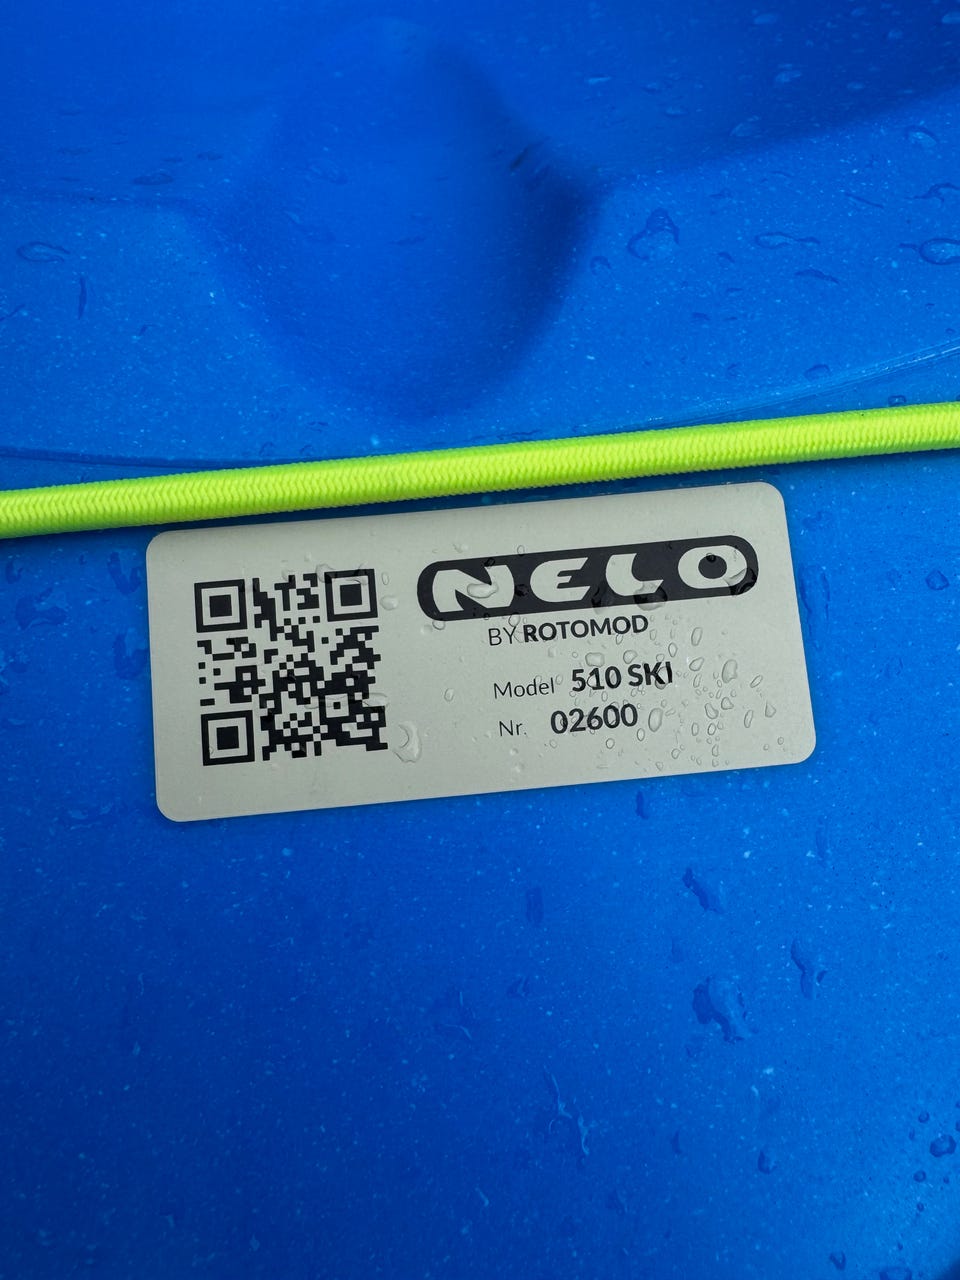 NELO
BY ROTOMOD
Model 510 SKI
Nr. 02600